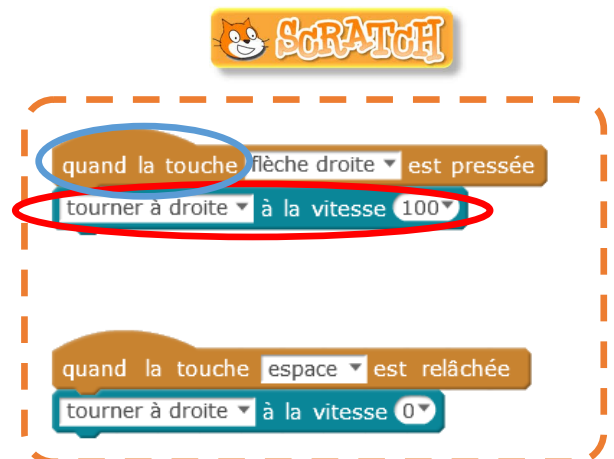 SCRATCH
quand la touche flèche droite est pressée
tourner à droite à la vitesse 100
quand la touche espace est relâchée
tourner à droite à la vitesse 0